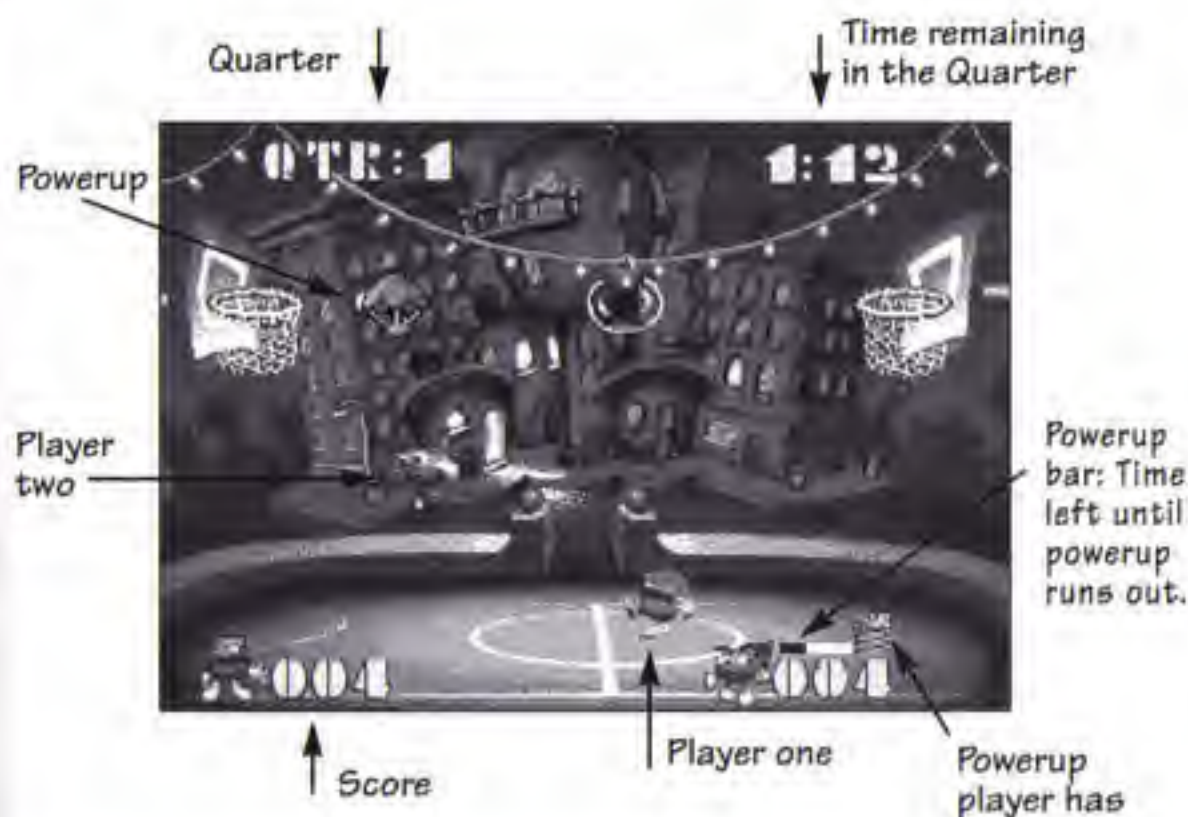 Quarter
Time remaining
in the Quarter
QTR:1
1:12
Powerup
Player
two
Powerup
bar: Time
left until
powerup
runs out.
004
004
Score
Player one
Powerup
player has